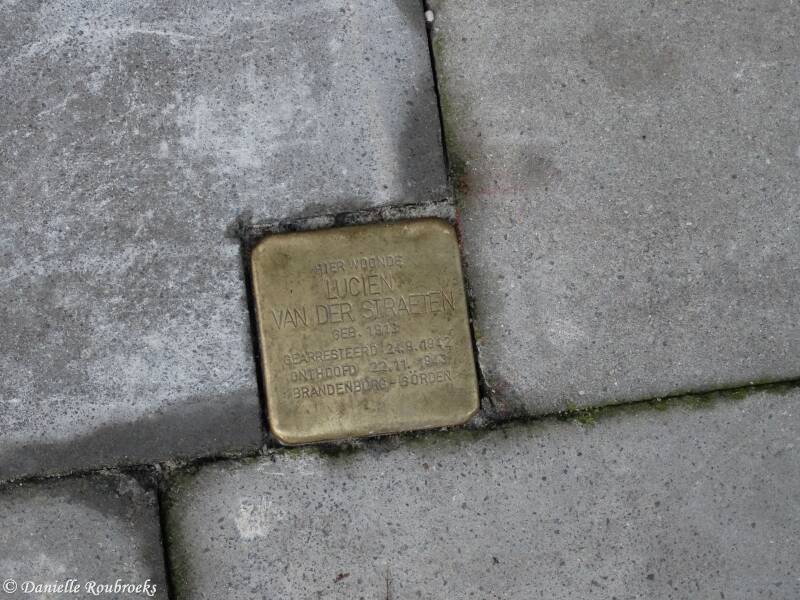 HIER WOONDE
LUCIEN
VAN DER STRAETEN
GEB. 1913
GEARRESTEERD 24.8.1942
ONTHOOFD 22.11.1943
BRANDENBURG-GÖRDEN
© Danielle Roubroeks